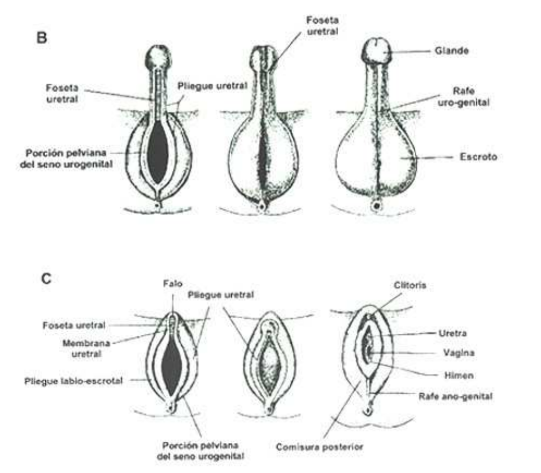 B
Foseta
uretral
Glande
Foseta
uretral
Pliegue uretral
Rafe
uro-genital
Porción pelviana
del seno urogenital
Escroto
C
Falo
Pliegue uretral
Clitoris
Foseta uretral
Membrana
uretral
Uretra
Vagina
Himen
Pliegue labio-escrotal
Rafe ano-genital
Porción pelviana
del seno urogenital
Comisura posterior